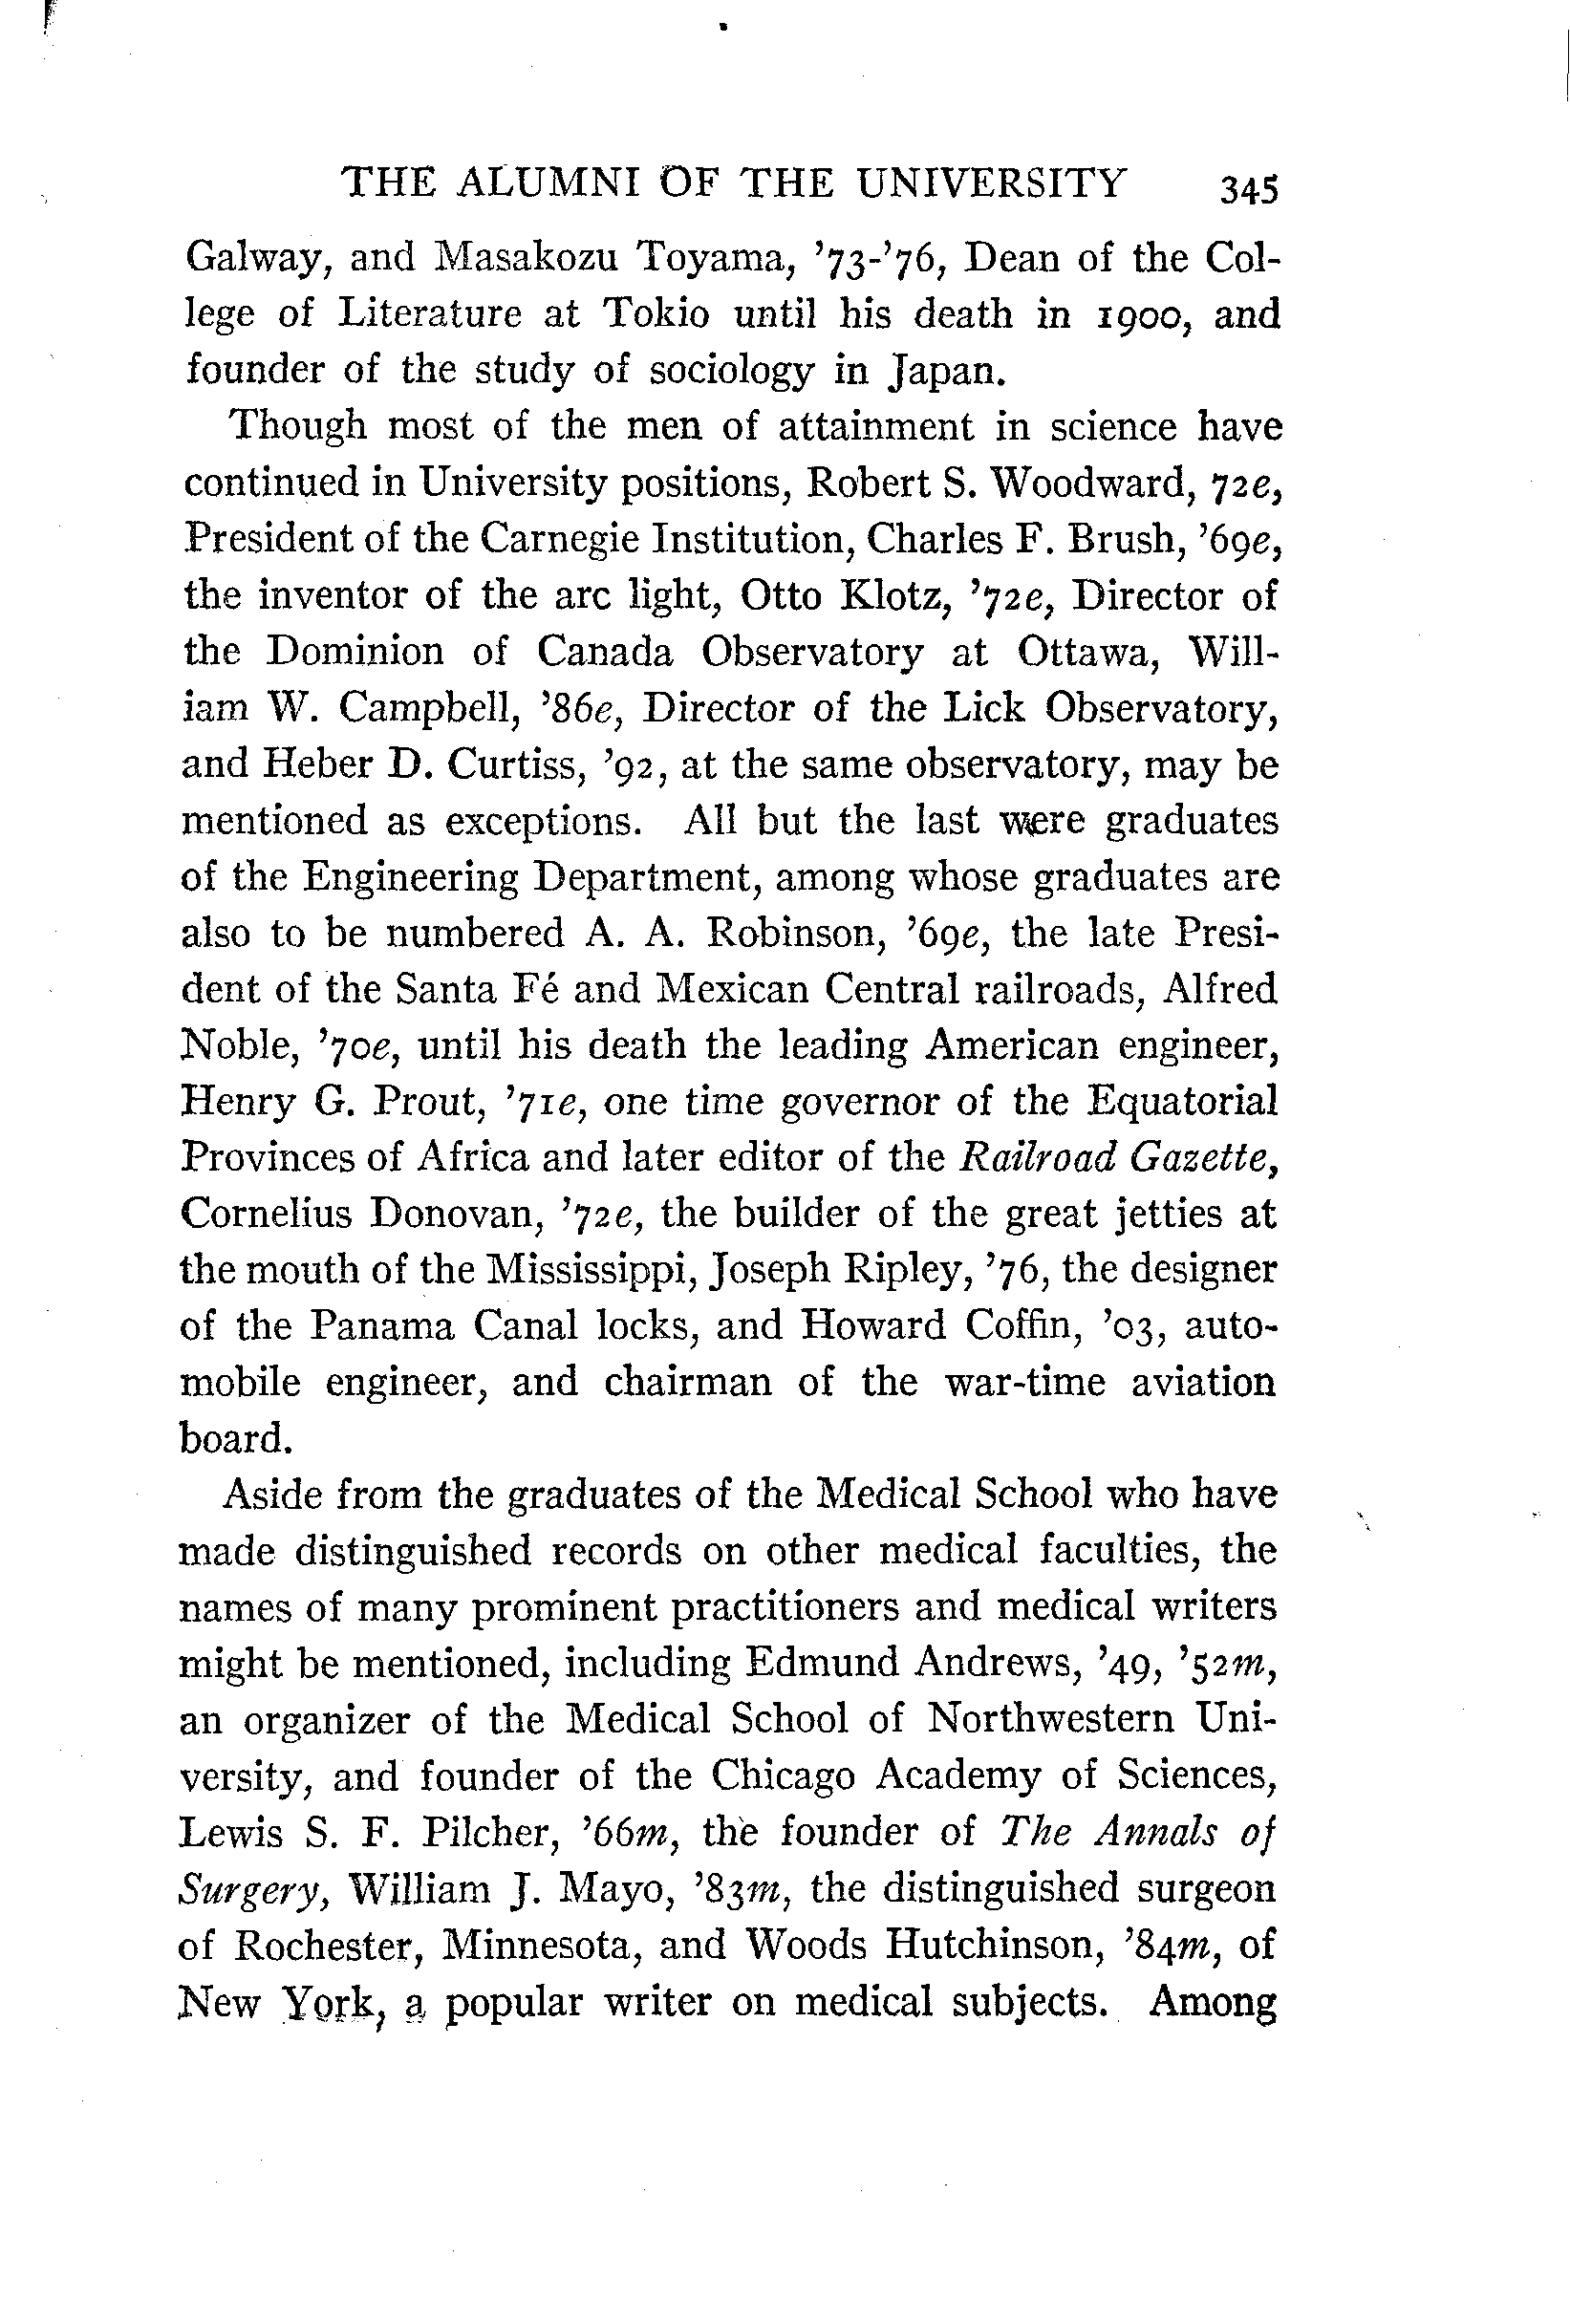 THE ALUMNI OF THE UNIVERSITY 345
Galway, and Masakozu Toyama, ’73-’76, Dean of the Col-
lege of Literature at Tokio until his death in 1900, and
founder of the study of sociology in Japan.
Though most of the men of attainment in science have
continued in University positions, Robert S. Woodward, 72e,
President of the Carnegie Institution, Charles F. Brush, ’69e,
the inventor of the arc light, Otto Klotz, ’72e, Director of
the Dominion of Canada Observatory at Ottawa, Will-
iam W. Campbell, ’86e, Director of the Lick Observatory,
and Heber D. Curtiss, ’92, at the same observatory, may be
mentioned as exceptions. All but the last were graduates
of the Engineering Department, among whose graduates are
also to be numbered A. A. Robinson, ’69e, the late Presi-
dent of the Santa Fé and Mexican Central railroads, Alfred
Noble, ’70e, until his death the leading American engineer,
Henry G. Prout, ’71e, one time governor of the Equatorial
Provinces of Africa and later editor of the Railroad Gazette,
Cornelius Donovan, ’72e, the builder of the great jetties at
the mouth of the Mississippi, Joseph Ripley, ’76, the designer
of the Panama Canal locks, and Howard Coffin, ’03, auto-
mobile engineer, and chairman of the war-time aviation
board.
Aside from the graduates of the Medical School who have
made distinguished records on other medical faculties, the
names of many prominent practitioners and medical writers
might be mentioned, including Edmund Andrews, ’49, ’52m,
an organizer of the Medical School of Northwestern Uni-
versity, and founder of the Chicago Academy of Sciences,
Lewis S. F. Pilcher, ’66m, the founder of The Annals of
Surgery, William J. Mayo, ’83m, the distinguished surgeon
of Rochester, Minnesota, and Woods Hutchinson, ’84m, of
New York, a popular writer on medical subjects. Among